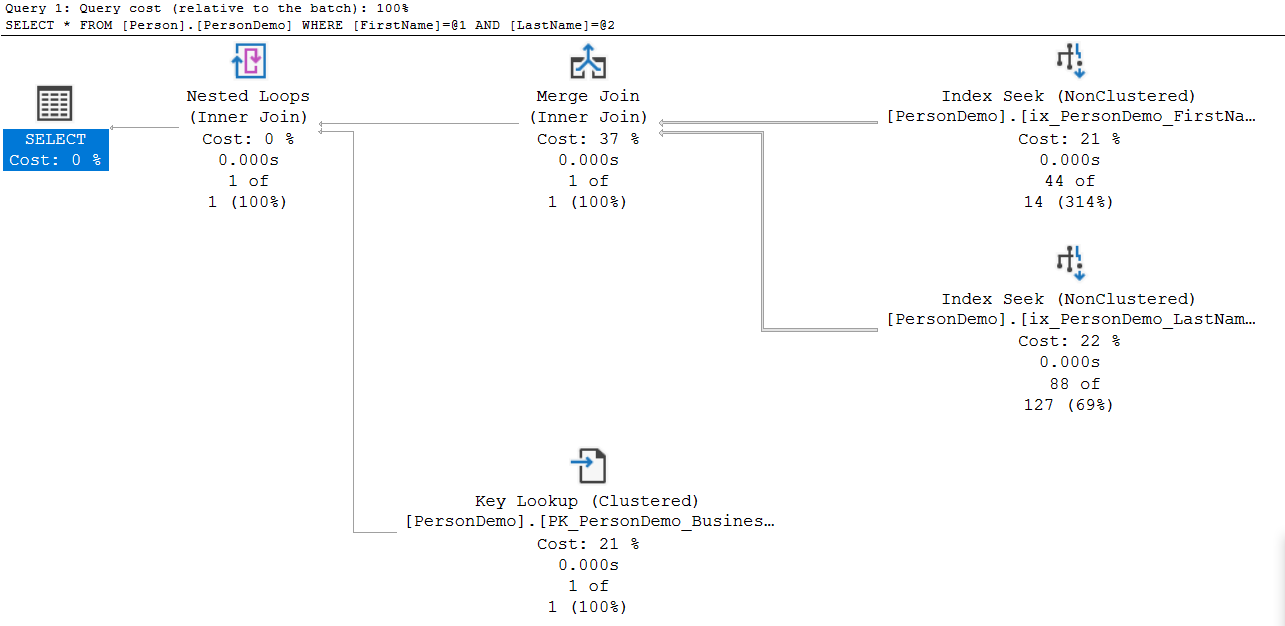 Query 1: Query cost (relative to the batch): 100%
SELECT * FROM [Person].[PersonDemo] WHERE [FirstName]=@1 AND [LastName]=@2
SELECT
Cost: 0 %
Nested Loops
(Inner Join)
Cost: 0 %
0.000s
1 of
1 (100%)
Merge Join
(Inner Join)
Cost: 37 %
0.000s
1 of
1 (100%)
Index Seek (NonClustered)
[PersonDemo].[ix_PersonDemo_FirstNa…
Cost: 21 %
0.000s
44 of
14 (314%)
Index Seek (NonClustered)
[PersonDemo].[ix_PersonDemo_LastNam…
Cost: 22 %
0.000s
88 of
127 (69%)
Key Lookup (Clustered)
[PersonDemo].[PK_PersonDemo_Busines…
Cost: 21 %
0.000s
1 of
1 (100%)